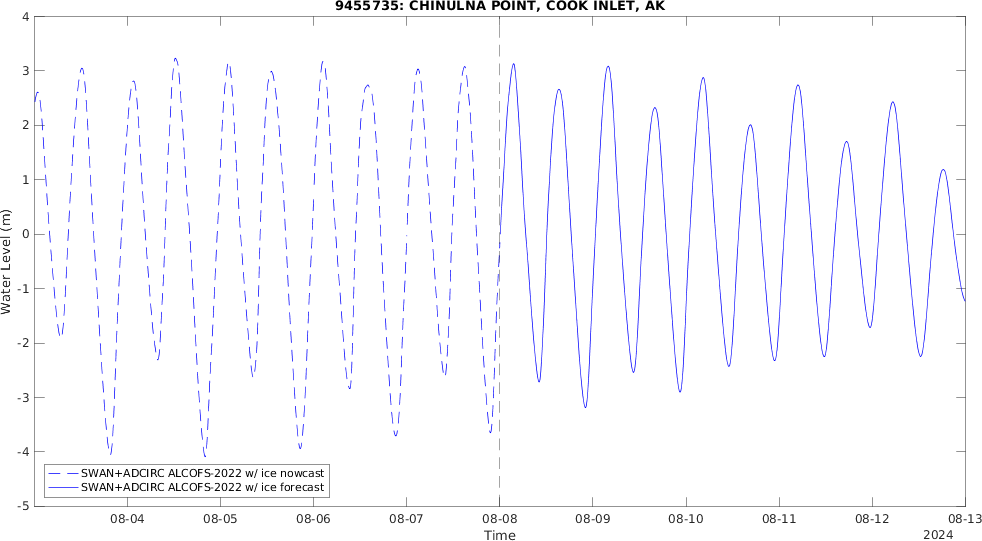 9455735: CHINULNA POINT, COOK INLET, AK
4
3
2
1
0
-1
-2
-3
-4
-5
Water Level (m)
SWAN+ADCIRC ALCOFS-2022 w/ ice nowcast
SWAN+ADCIRC ALCOFS-2022 w/ ice forecast
08-04 08-05 08-06 08-07 08-08 08-09 08-10 08-11 08-12 08-13
Time
2024